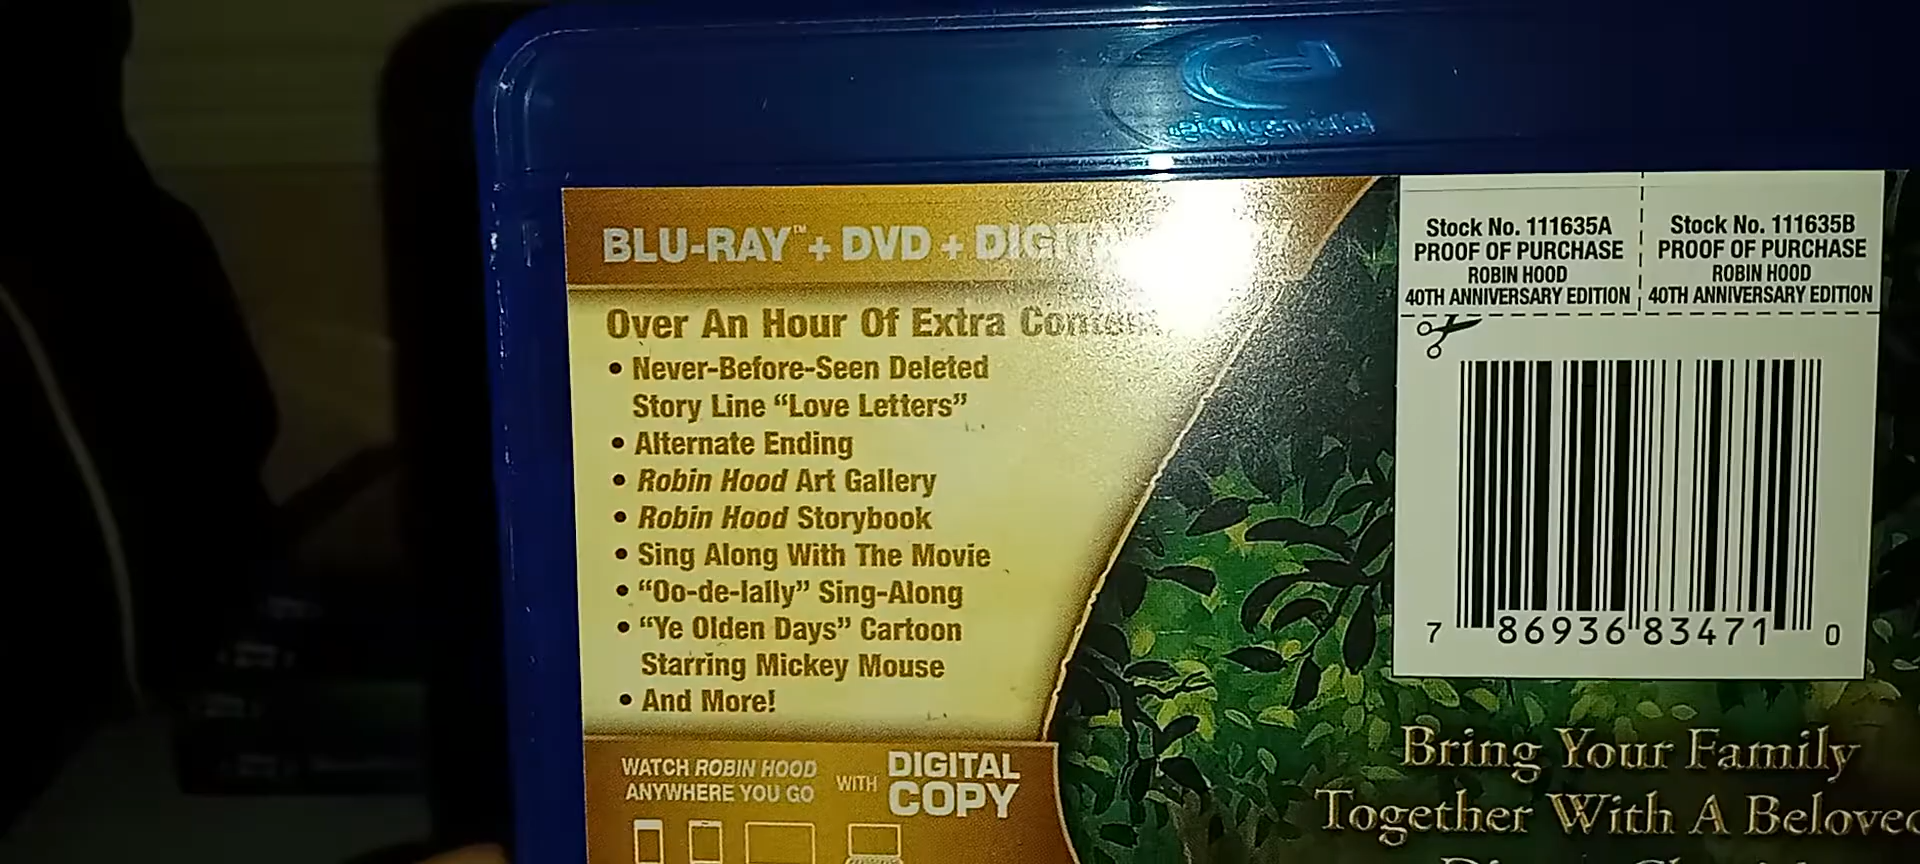 BLU-RAY™ + DVD + DIGITAL
Over An Hour Of Extra Content
• Never-Before-Seen Deleted
Story Line “Love Letters”
• Alternate Ending
• Robin Hood Art Gallery
• Robin Hood Storybook
• Sing Along With The Movie
• “Oo-de-lally” Sing-Along
• “Ye Olden Days” Cartoon
Starring Mickey Mouse
• And More!
WATCH ROBIN HOOD
ANYWHERE YOU GO
WITH
DIGITAL
COPY
Stock No. 111635A
PROOF OF PURCHASE
ROBIN HOOD
40TH ANNIVERSARY EDITION
Stock No. 111635B
PROOF OF PURCHASE
ROBIN HOOD
40TH ANNIVERSARY EDITION
7 86936 83471 0
Bring Your Family
Together With A Beloved